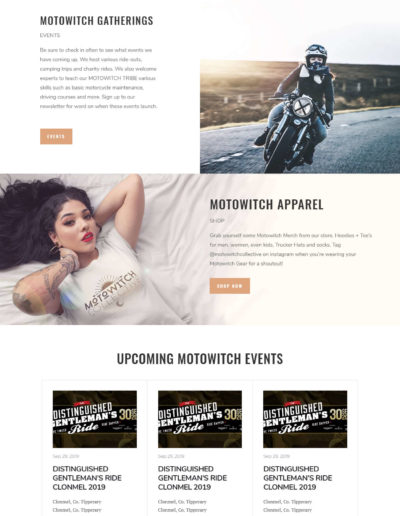 MOTOWITCH GATHERINGS
EVENTS
Be sure to check in often to see what events we
have coming up. We host various ride-outs,
camping trips and charity rides. We also welcome
experts to teach our MOTOWITCH TRIBE various
skills such as basic motorcycle maintenance,
driving courses and more. Sign up to our
newsletter for word on when these events launch.
EVENTS
MOTOWITCH APPAREL
SHOP
Grab yourself some Motowitch Merch from our store. Hoodies + Tee's
for men, women, even kids. Trucker Hats and socks. Tag
@motowitchcollective on instagram when you're wearing your
Motowitch Gear for a shoutout!
SHOP NOW
MOTOWITCH
UPCOMING MOTOWITCH EVENTS
THE
DISTINGUISHED
GENTLEMAN'S
Ride
30
THE
DISTINGUISHED
GENTLEMAN'S
Ride
30
THE
DISTINGUISHED
GENTLEMAN'S
Ride
30
Sep 29, 2019
Sep 29, 2019
Sep 29, 2019
DISTINGUISHED
GENTLEMAN'S RIDE
CLONMEL 2019
DISTINGUISHED
GENTLEMAN'S RIDE
CLONMEL 2019
DISTINGUISHED
GENTLEMAN'S RIDE
CLONMEL 2019
Clonmel, Co. Tipperary
Clonmel, Co. Tipperary
Clonmel, Co. Tipperary
Clonmel, Co. Tipperary
Clonmel, Co. Tipperary
Clonmel, Co. Tipperary